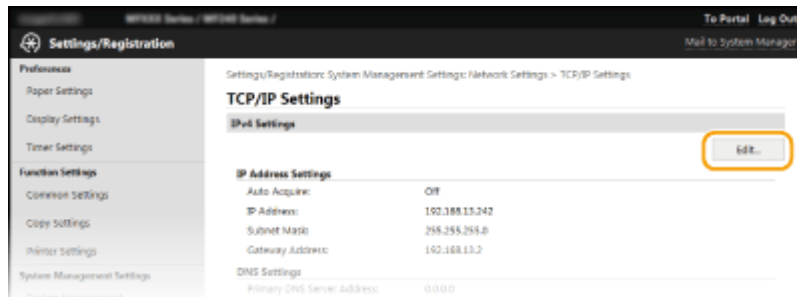 MF8XXX Series / MF240 Series /
To Portal Log Out
Settings/Registration
Mail to System Manager
Preferences
Paper Settings
Display Settings
Timer Settings
Function Settings
Common Settings
Copy Settings
Printer Settings
System Management Settings
Settings/Registration: System Management Settings: Network Settings > TCP/IP Settings
TCP/IP Settings
IPv4 Settings
Edit...
IP Address Settings
Auto Acquire: Off
IP Address: 192.168.13.242
Subnet Mask: 255.255.255.0
Gateway Address: 192.168.13.2
DNS Settings
Primary DNS Server Address: 0.0.0.0